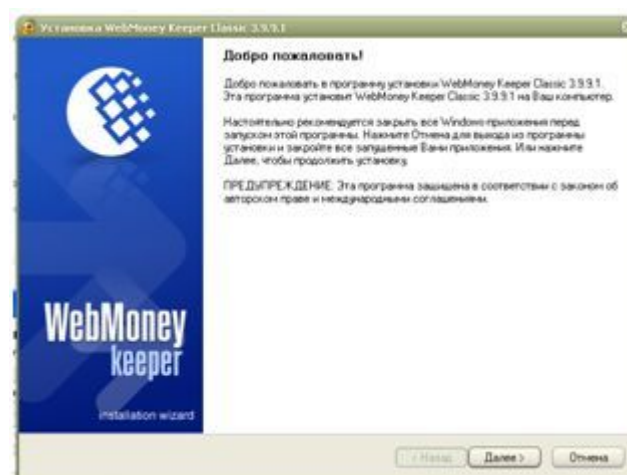 Установка WebMoney Keeper Classic 3.9.9.1
Добро пожаловать!
Добро пожаловать в программу установки WebMoney Keeper Classic 3.9.9.1.
Эта программа установит WebMoney Keeper Classic 3.9.9.1 на Ваш компьютер.
Настоятельно рекомендуется закрыть все Windows-приложения перед
запуском этой программы. Нажмите Отмена для выхода из программы
установки и закройте все запущенные Вами приложения. Или нажмите
Далее, чтобы продолжить установку.
ПРЕДУПРЕЖДЕНИЕ: Эта программа защищена в соответствии с законом об
авторском праве и международными соглашениями.
WebMoney
keeper
installation wizard
< Назад
Далее >
Отмена